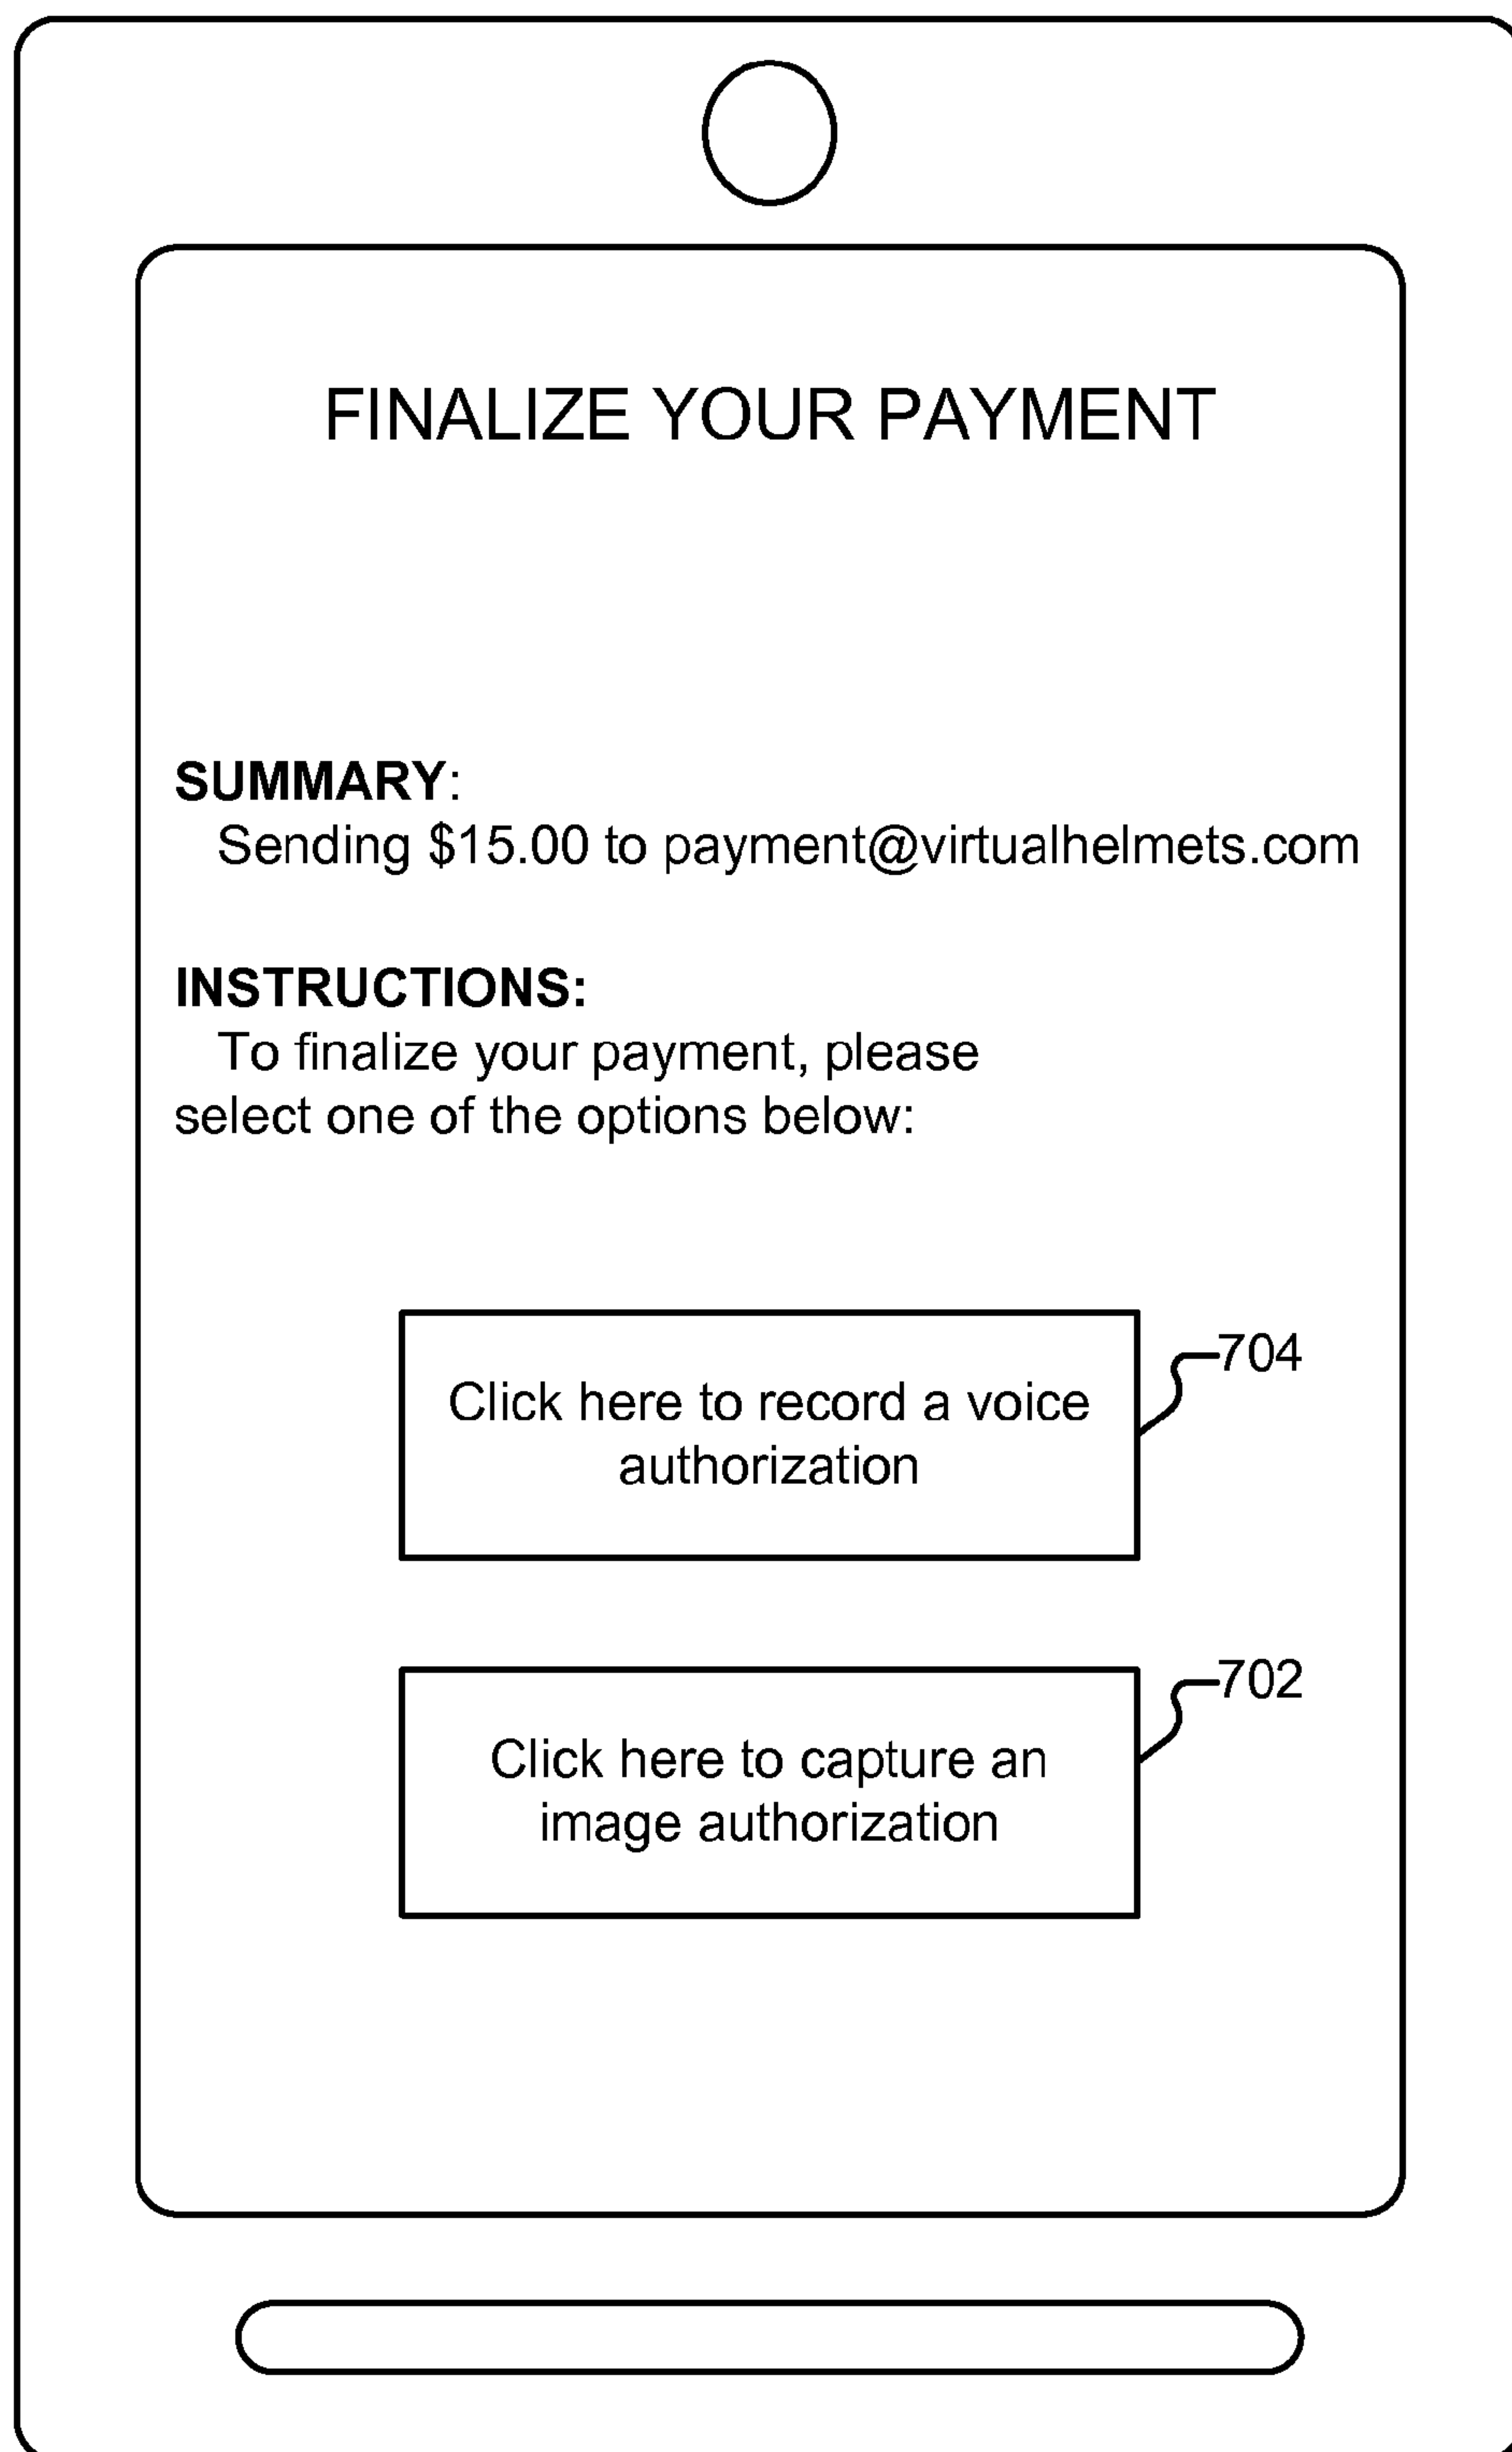 FINALIZE YOUR PAYMENT
SUMMARY:
Sending $15.00 to payment@virtualhelmets.com
INSTRUCTIONS:
To finalize your payment, please
select one of the options below:
704
Click here to record a voice
authorization
702
Click here to capture an
image authorization